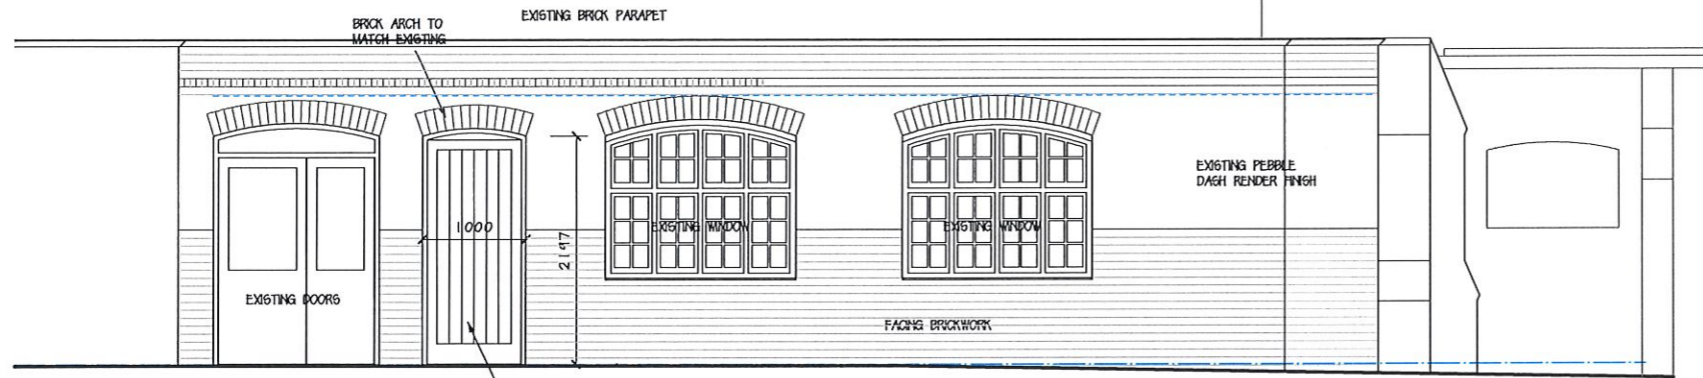 EXISTING BRICK PARAPET
BRICK ARCH TO
MATCH EXISTING
EXISTING PEBBLE
DASH RENDER FINISH
1000
2197
EXISTING WINDOW
EXISTING WINDOW
EXISTING DOORS
FACING BRICKWORK